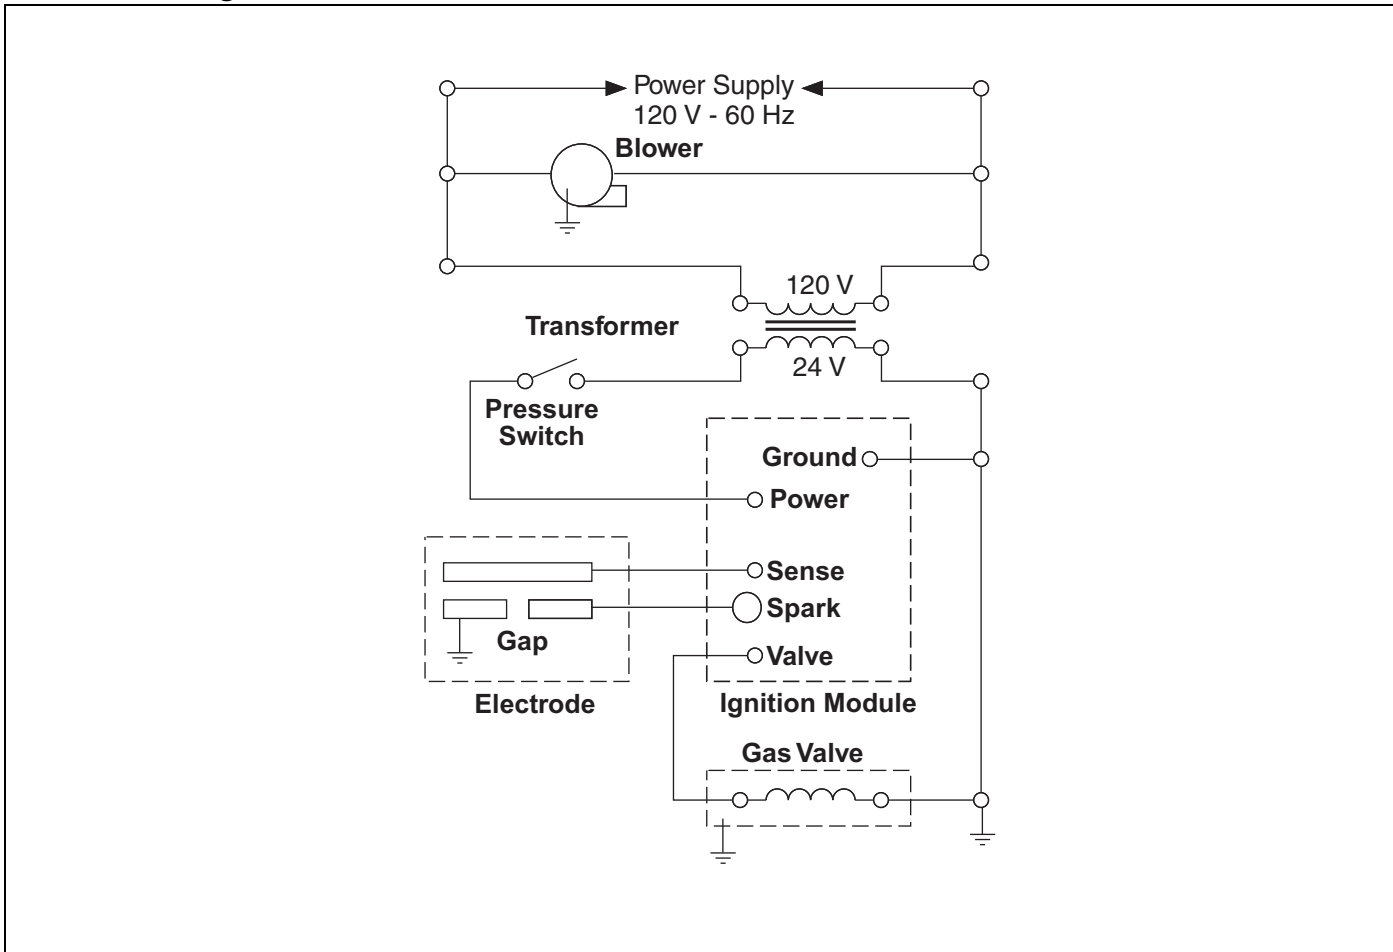 Power Supply
120 V - 60 Hz
Blower
120 V
Transformer
24 V
Pressure
Switch
Ground
Power
Sense
Spark
Gap
Valve
Electrode
Ignition Module
Gas Valve